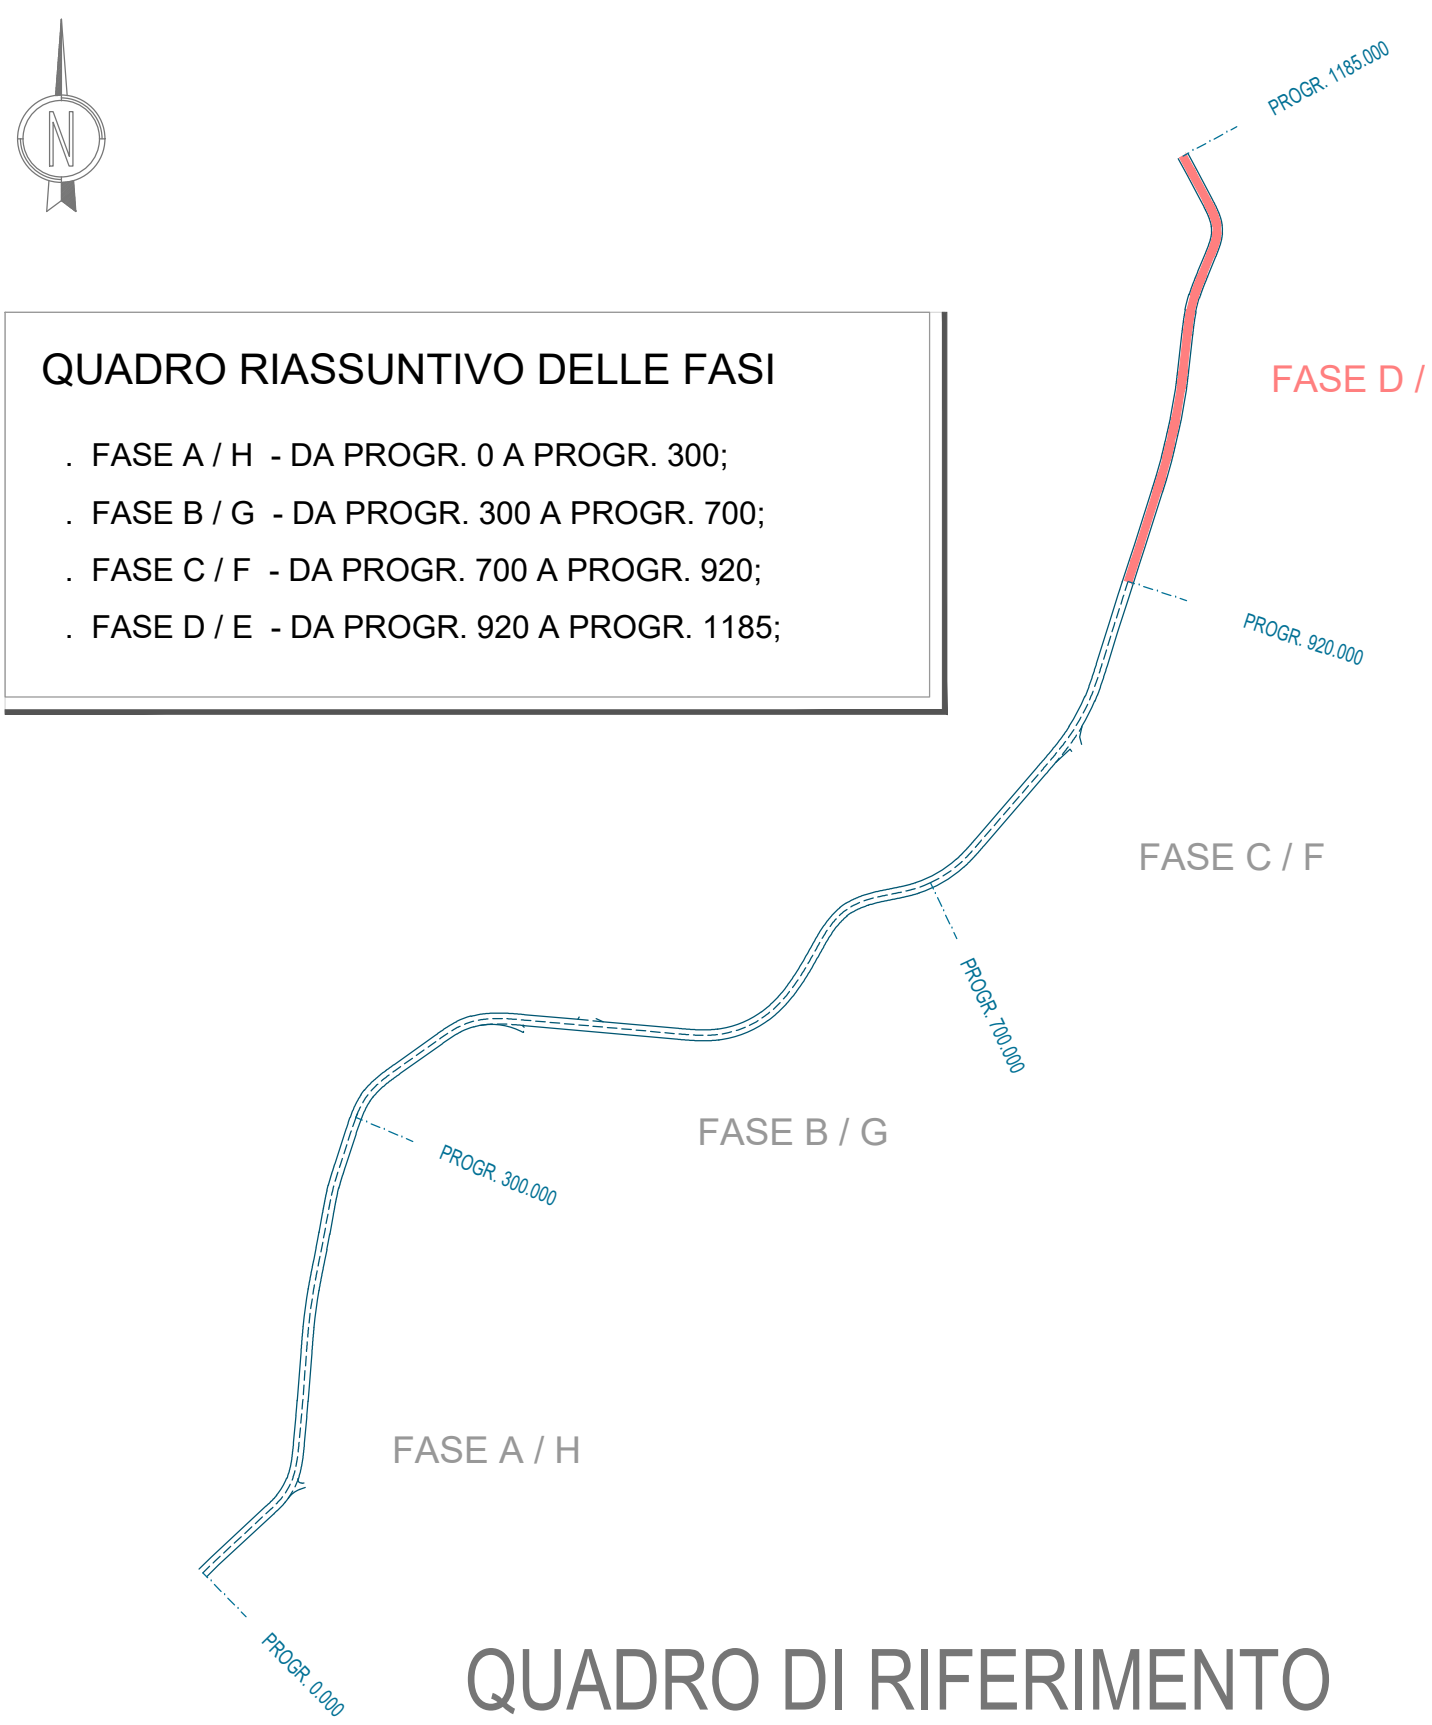 PROGR. 1185.000
N
QUADRO RIASSUNTIVO DELLE FASI
. FASE A / H - DA PROGR. 0 A PROGR. 300;
. FASE B / G - DA PROGR. 300 A PROGR. 700;
. FASE C / F - DA PROGR. 700 A PROGR. 920;
. FASE D / E - DA PROGR. 920 A PROGR. 1185;
FASE D /
PROGR. 920.000
FASE C / F
PROGR. 700.000
FASE B / G
PROGR. 300.000
FASE A / H
PROGR. 0.000
QUADRO DI RIFERIMENTO